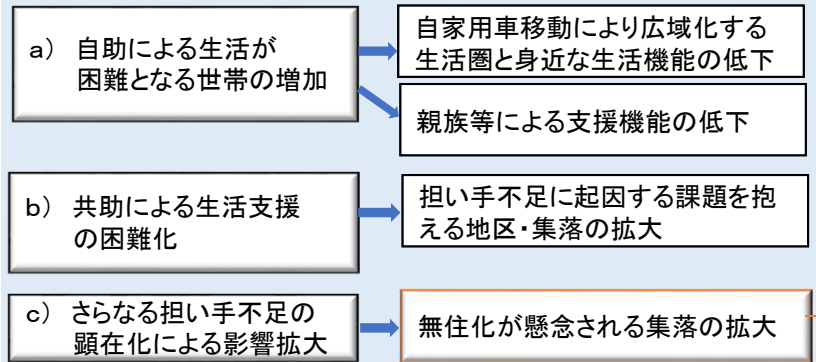 a) 自助による生活が
困難となる世帯の増加
自家用車移動により広域化する
生活圏と身近な生活機能の低下
親族等による支援機能の低下
b) 共助による生活支援
の困難化
担い手不足に起因する課題を抱
える地区・集落の拡大
c) さらなる担い手不足の
顕在化による影響拡大
無住化が懸念される集落の拡大